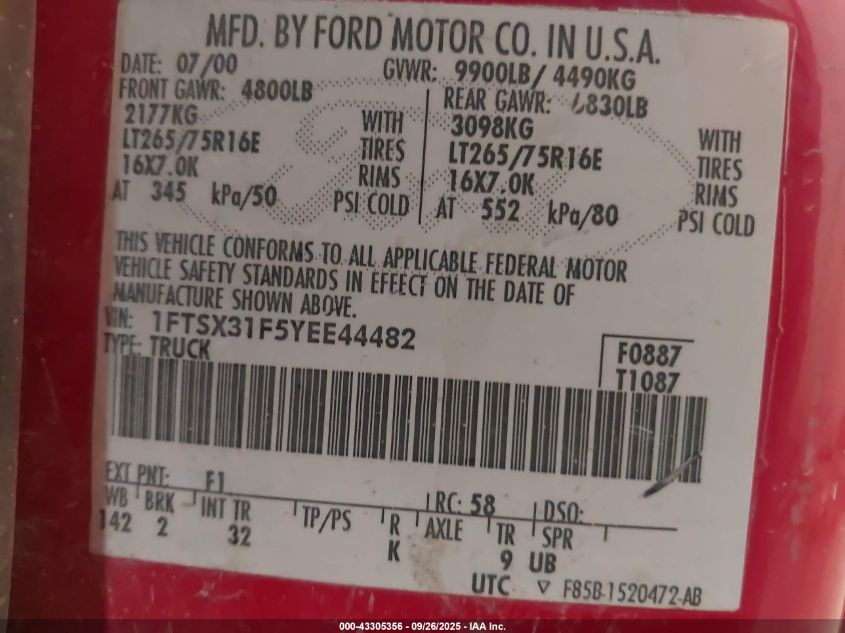 MFD. BY FORD MOTOR CO. IN U.S.A.
DATE: 07/00 GVWR: 9900LB/ 4490KG
FRONT GAWR: 4800LB REAR GAWR: 6830LB
2177KG WITH 3098KG WITH
LT265/75R16E TIRES LT265/75R16E TIRES
16X7.0K RIMS 16X7.0K RIMS
AT 345 kPa/50 PSI COLD AT 552 kPa/80 PSI COLD
THIS VEHICLE CONFORMS TO ALL APPLICABLE FEDERAL MOTOR
VEHICLE SAFETY STANDARDS IN EFFECT ON THE DATE OF
MANUFACTURE SHOWN ABOVE.
VIN: 1FTSX31F5YEE44482
TYPE: TRUCK
F0887
T1087
EXT PNT: F1 RC: 58 DSO:
WB BRK INT TR TP/PS R AXLE TR SPR
142 2 32 K 9 UB
UTC ▽ F85B-1520472-AB
000-43305356 - 09/26/2025 - IAA Inc.